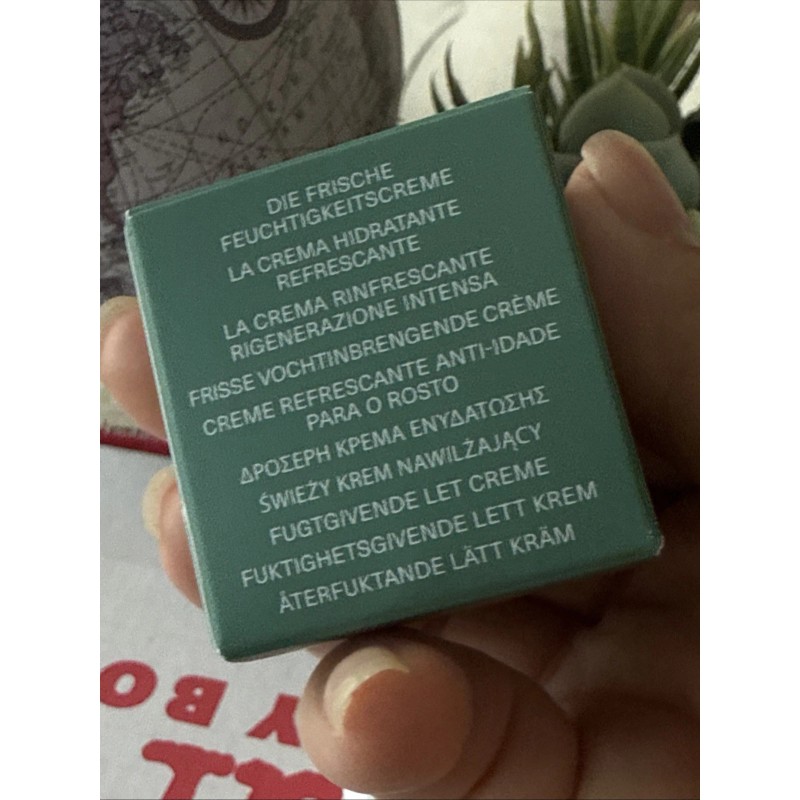 DIE FRISCHE
FEUCHTIGKEITSCREME
LA CREMA HIDRATANTE
REFRESCANTE
LA CREMA RINFRESCANTE
RIGENERAZIONE INTENSA
FRISSE VOCHTINBRENGENDE CRÈME
CREME REFRESCANTE ANTI-IDADE
PARA O ROSTO
ΔΡΟΣΕΡΗ ΚΡΕΜΑ ΕΝΥΔΑΤΩΣΗΣ
ŚWIEŻY KREM NAWILŻAJĄCY
FUGTGIVENDE LET CREME
FUKTIGHETSGIVENDE LETT KREM
ÅTERFUKTANDE LÄTT KRÄM
Y BO